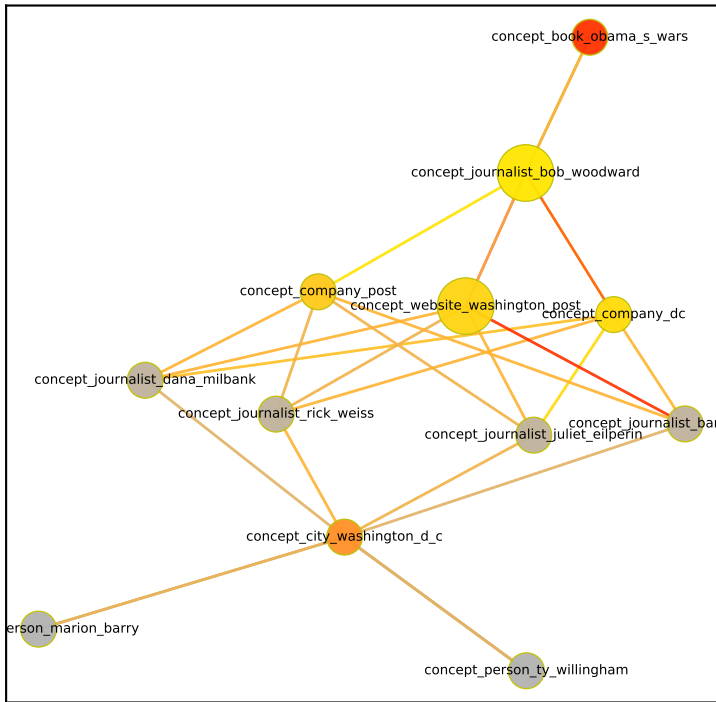 concept_book_obama_s_wars
concept_journalist_bob_woodward
concept_company_post
concept_website_washington_post
concept_company_dc
concept_journalist_dana_milbank
concept_journalist_rick_weiss
concept_journalist_juliet_eilperin
concept_journalist_bar
concept_city_washington_d_c
erson_marion_barry
concept_person_ty_willingham